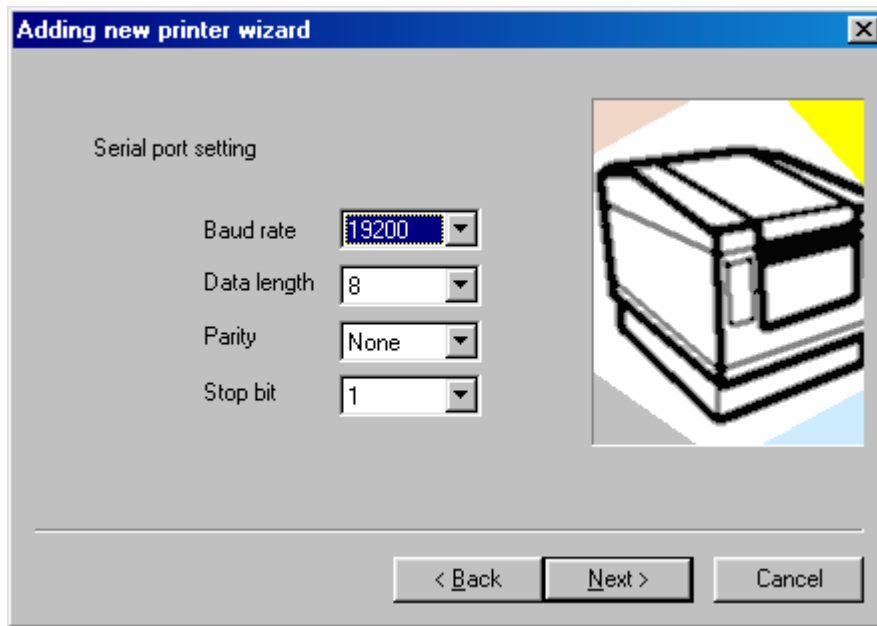 Adding new printer wizard
Serial port setting
Baud rate 19200
Data length 8
Parity None
Stop bit 1
< Back Next > Cancel